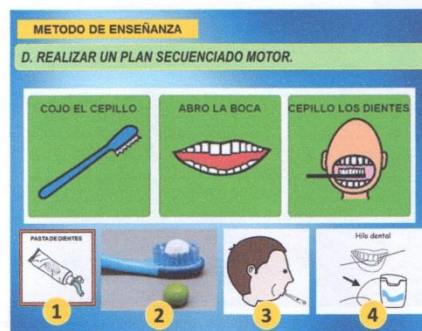 METODO DE ENSEÑANZA
D. REALIZAR UN PLAN SECUENCIADO MOTOR.
COJO EL CEPILLO
ABRO LA BOCA
CEPILLO LOS DIENTES
PASTA DE DIENTES
Hilo dental
1
2
3
4